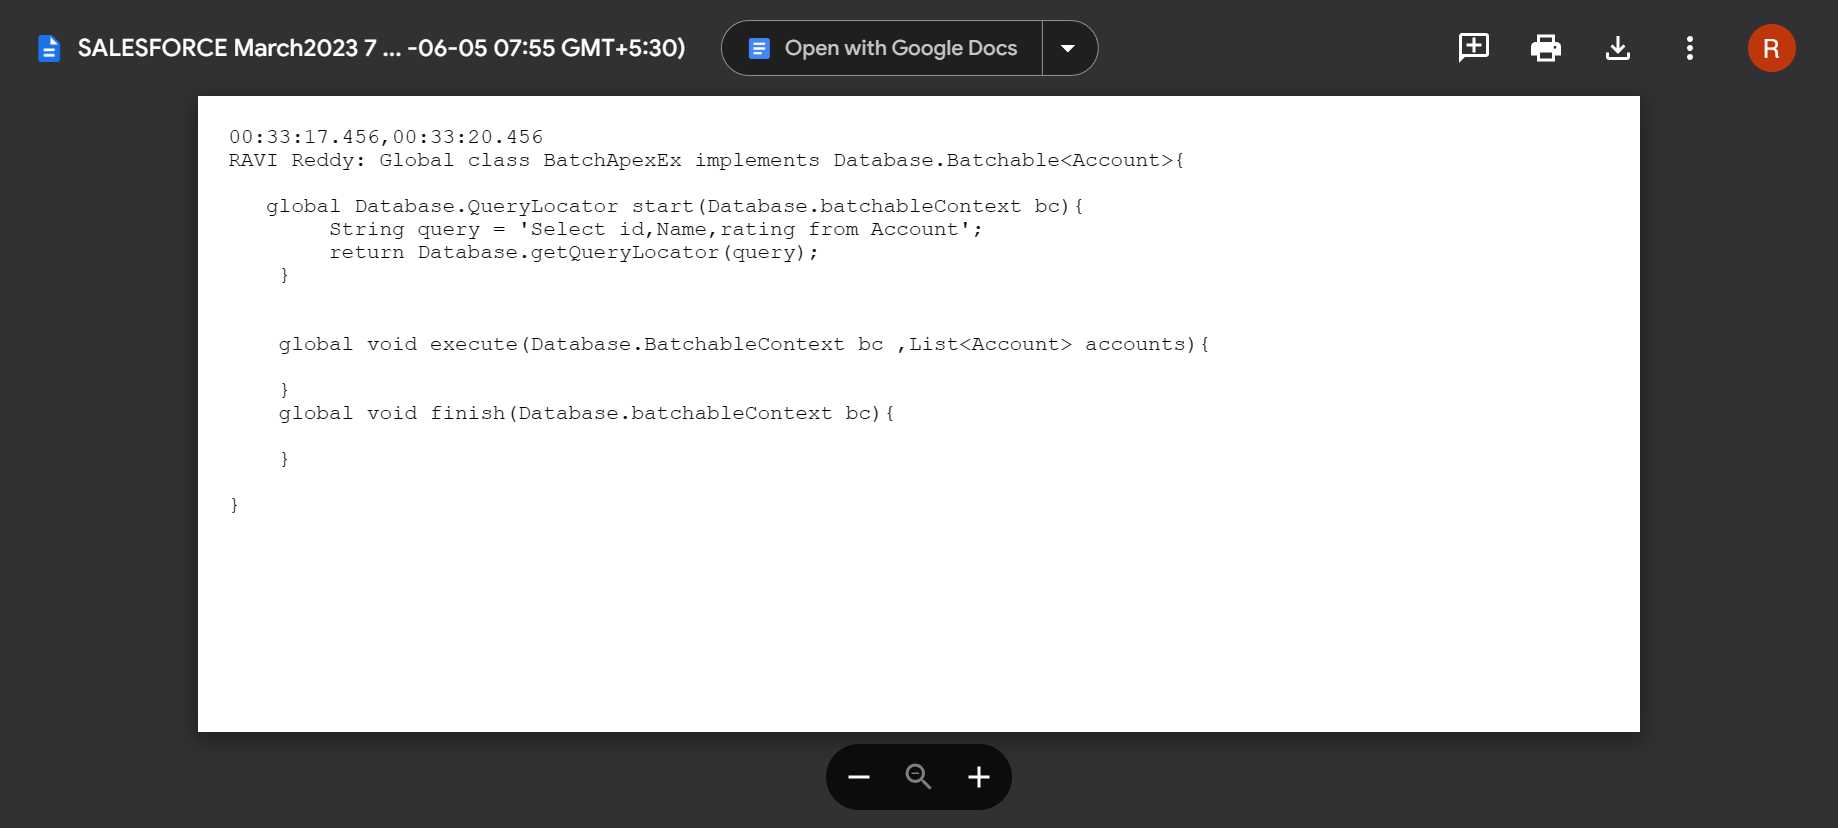 SALESFORCE March2023 7 ... -06-05 07:55 GMT+5:30)
Open with Google Docs
R
00:33:17.456,00:33:20.456
RAVI Reddy: Global class BatchApexEx implements Database.Batchable<Account>{
global Database.QueryLocator start(Database.batchableContext bc){
String query = 'Select id,Name,rating from Account';
return Database.getQueryLocator(query);
}
global void execute(Database.BatchableContext bc ,List<Account> accounts){
}
global void finish(Database.batchableContext bc){
}
}